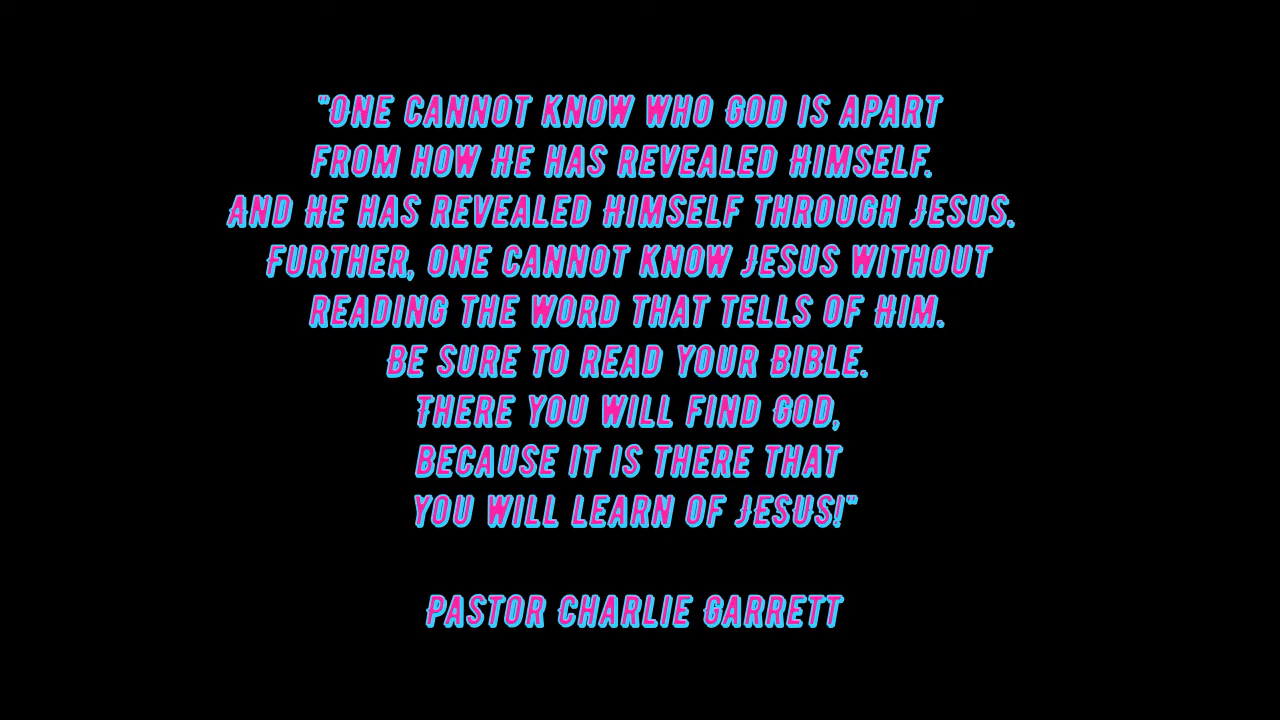 "One cannot know who God is apart
from how He has revealed Himself.
And He has revealed Himself through Jesus.
Further, one cannot know Jesus without
reading the word that tells of Him.
Be sure to read your Bible.
There you will find God,
because it is there that
you will learn of Jesus!"
Pastor Charlie Garrett